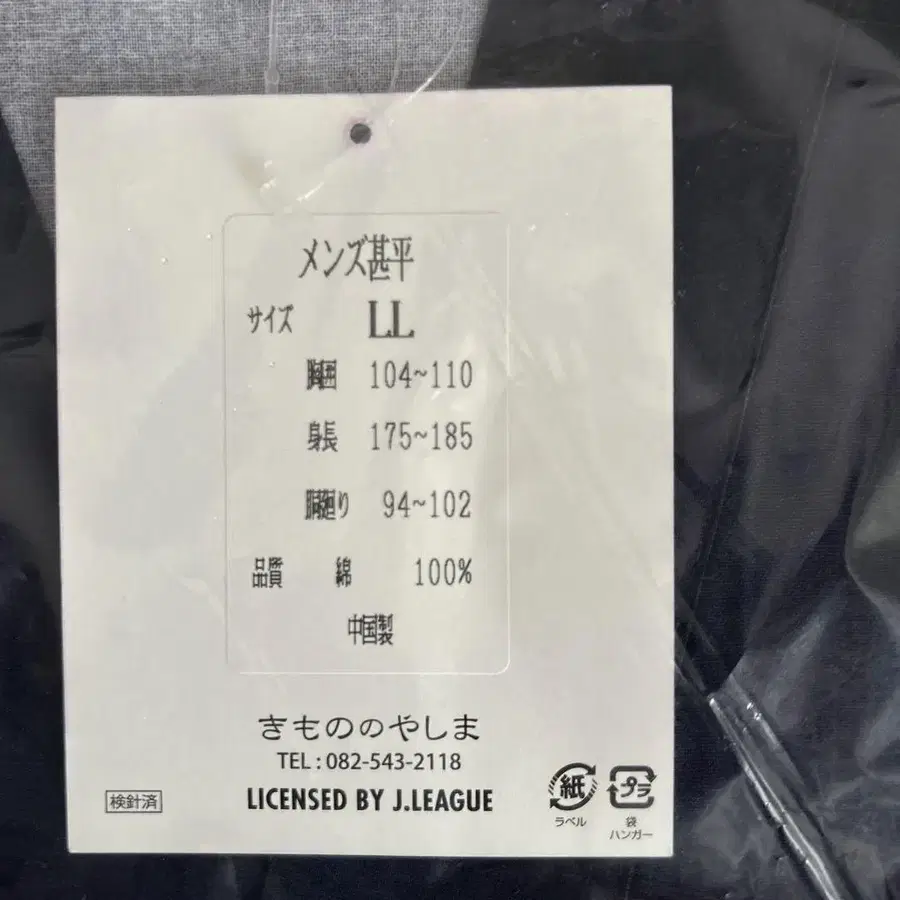 メンズ甚平
サイズ LL
胸囲 104~110
身長 175~185
胴廻り 94~102
品質 綿 100%
中国製
きもののやしま
TEL : 082-543-2118
検針済 LICENSED BY J.LEAGUE
紙 プラ
ラベル 袋
ハンガー